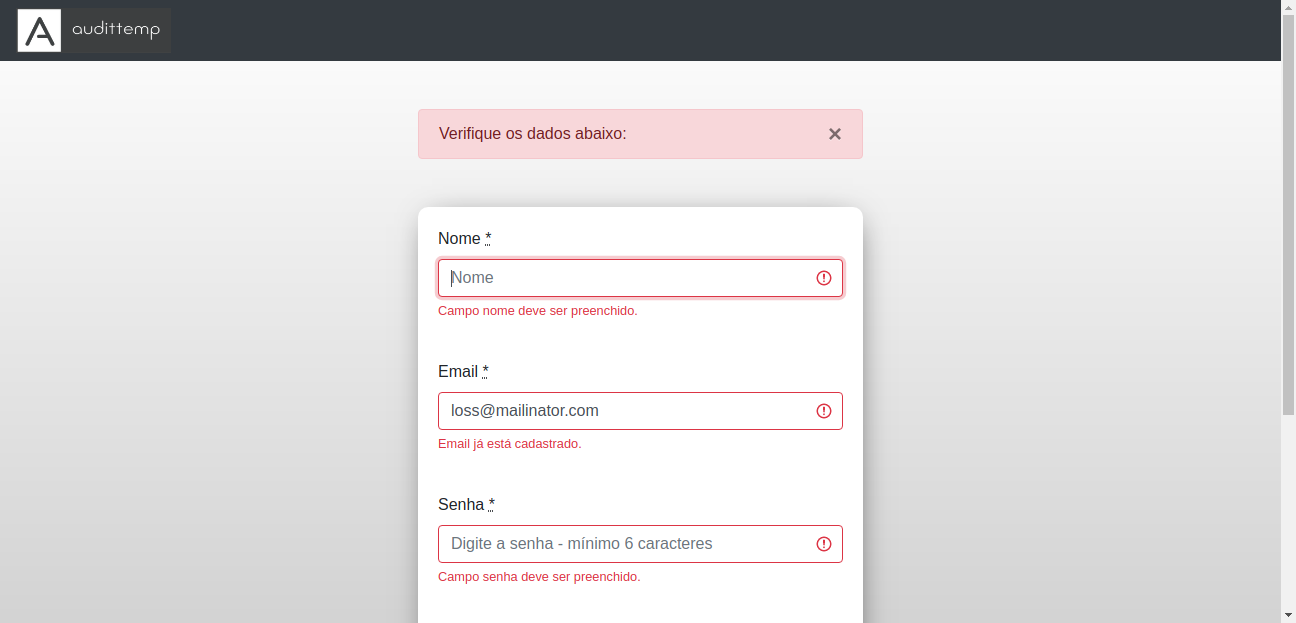 audittemp
Verifique os dados abaixo:
×
Nome *
Nome
Campo nome deve ser preenchido.
Email *
loss@mailinator.com
Email já está cadastrado.
Senha *
Digite a senha - mínimo 6 caracteres
Campo senha deve ser preenchido.